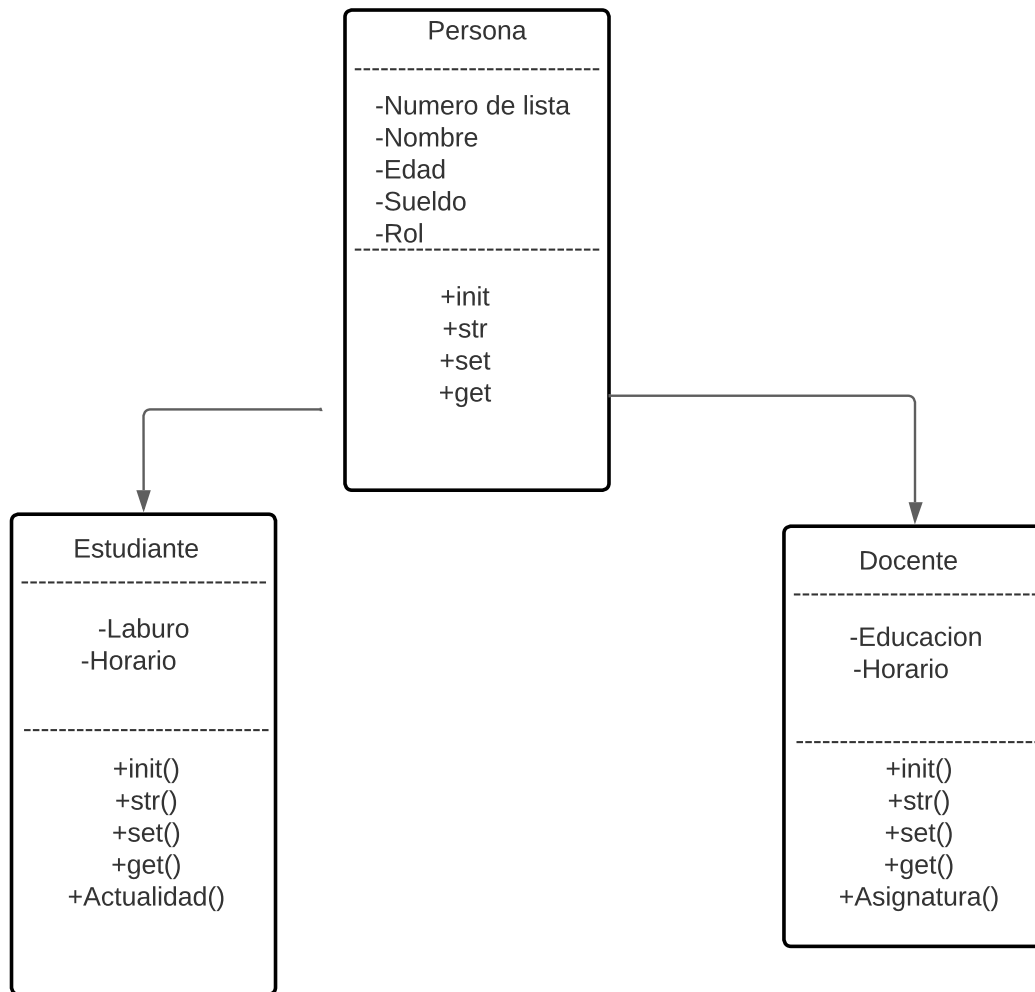 Persona
-Numero de lista
-Nombre
-Edad
-Sueldo
-Rol
+init
+str
+set
+get
Estudiante
-Laburo
-Horario
+init()
+str()
+set()
+get()
+Actualidad()
Docente
-Educacion
-Horario
+init()
+str()
+set()
+get()
+Asignatura()